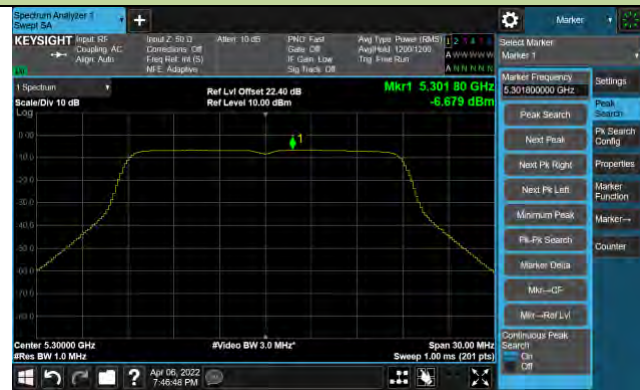 Spectrum Analyzer 1
Swept SA
Marker
KEYSIGHT
Input: RF
Coupling: AC
Align: Auto
Input Z: 50 Ω
Corrections: Off
Freq Ref: Int (S)
NFE: Adaptive
Atten: 10 dB
PNO: Fast
Gate: Off
IF Gain: Low
Sig Track: Off
Avg Type: Power (RMS)
Avg|Hold: 1200/1200
Trig: Free Run
A W W W W W
A N N N N N
Select Marker
Marker 1
1 Spectrum
Scale/Div 10 dB
Log
Ref Lvl Offset 22.40 dB
Ref Level 10.00 dBm
Mkr1 5.301 80 GHz
-6.679 dBm
Marker Frequency
5.301800000 GHz
Settings
Peak Search
Peak
Search
Next Peak
Pk Search
Config
Next Pk Right
Properties
Next Pk Left
Marker
Function
Minimum Peak
Marker→
Pk-Pk Search
Counter
Marker Delta
Mkr→CF
Mkr→Ref Lvl
Continuous Peak
Search
On
Off
1
0.00
-10.0
-20.0
-30.0
-40.0
-50.0
-60.0
-70.0
-80.0
Center 5.30000 GHz
#Res BW 1.0 MHz
#Video BW 3.0 MHz*
Span 30.00 MHz
Sweep 1.00 ms (201 pts)
Apr 06, 2022
7:46:48 PM